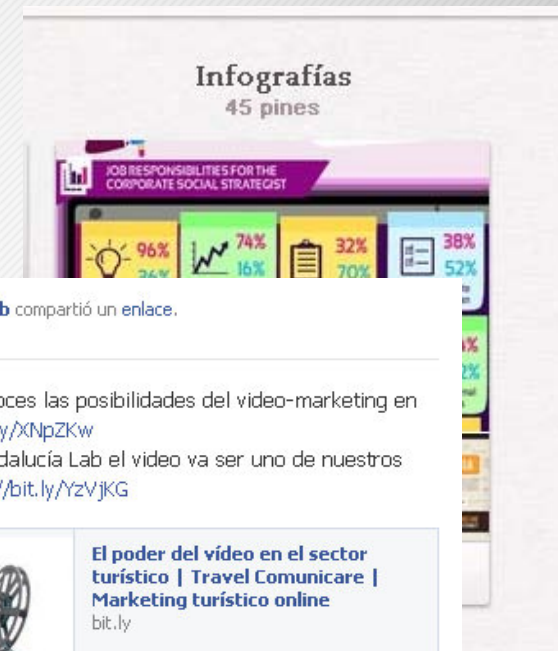 Infografías
45 pines
JOB RESPONSIBILITIES FOR THE
CORPORATE SOCIAL STRATEGIST
96% 74% 32% 38%
16% 70% 52%
b compartió un enlace.
oces las posibilidades del video-marketing en
y/XNpZKw
dalucía Lab el video va ser uno de nuestros
//bit.ly/YzVjKG
El poder del vídeo en el sector
turístico | Travel Comunicare |
Marketing turístico online
bit.ly